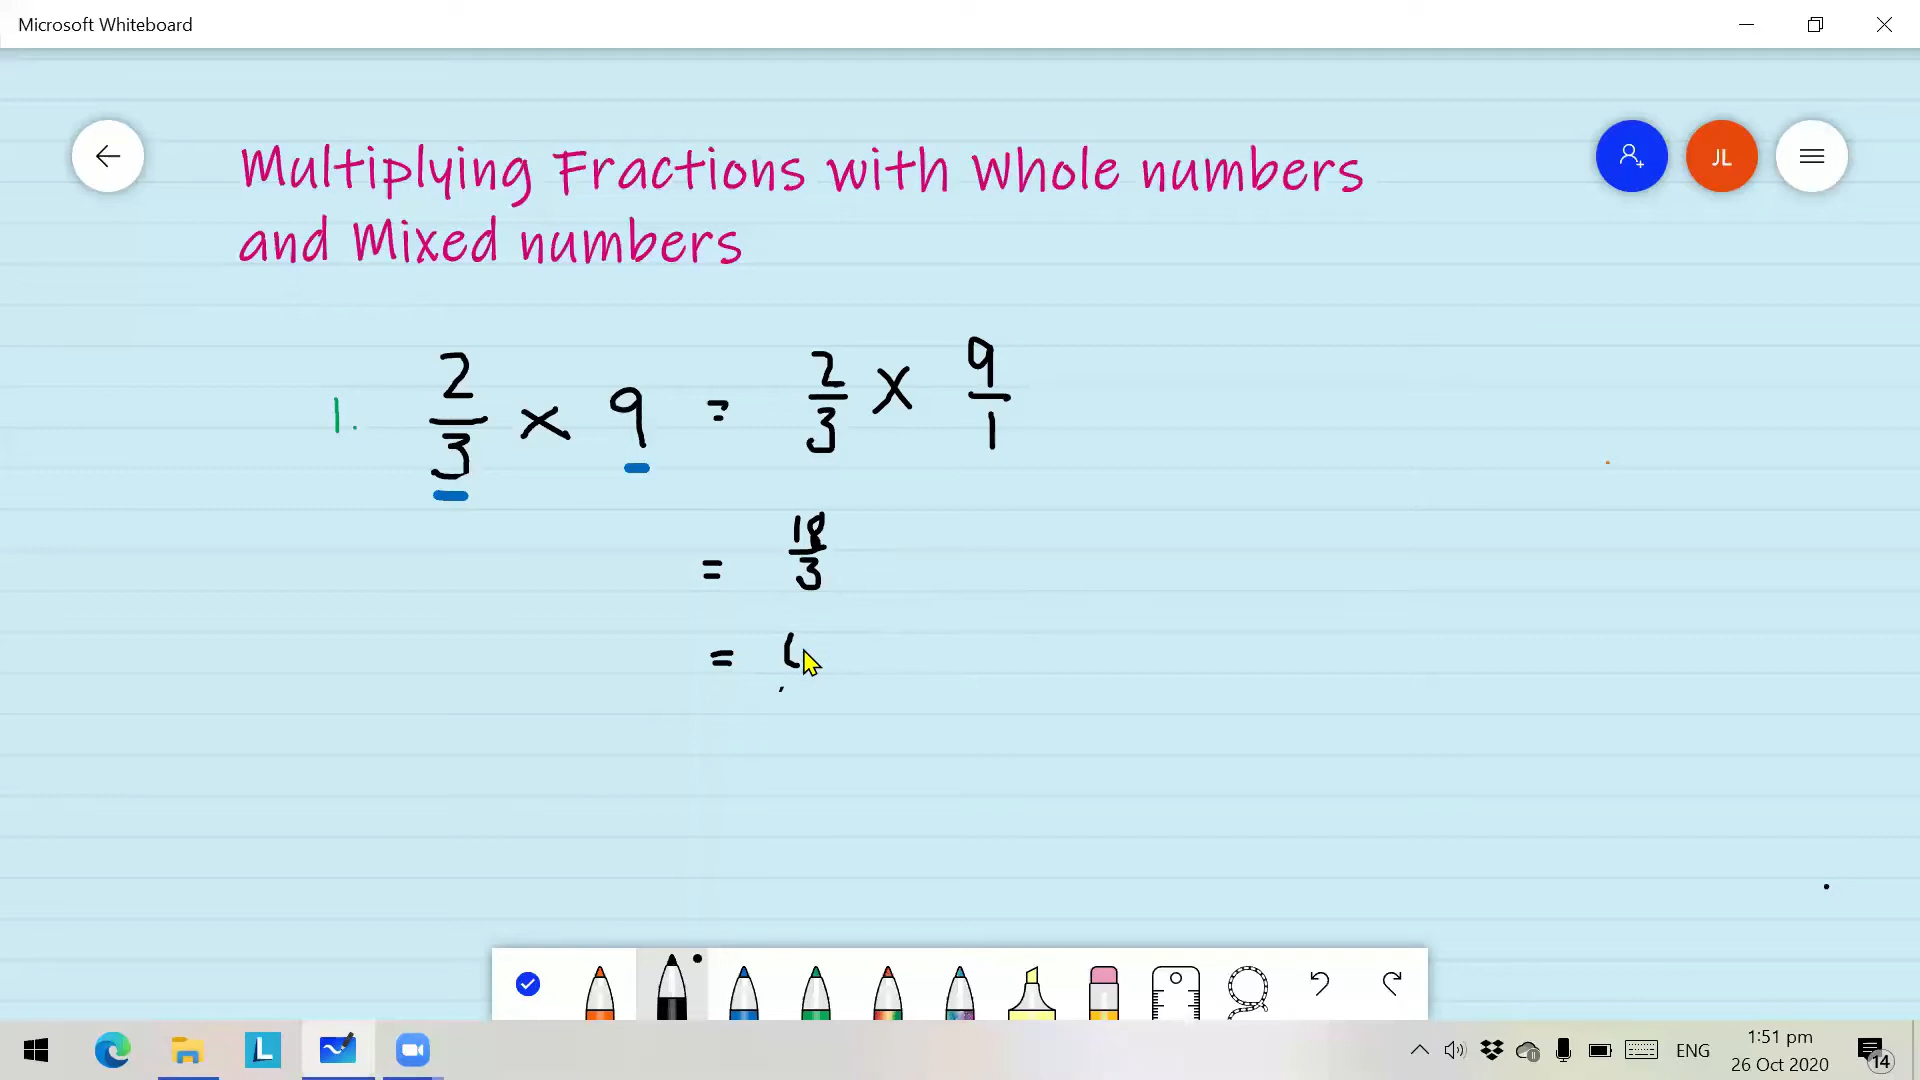 Microsoft Whiteboard
JL
Multiplying Fractions with Whole numbers
and Mixed numbers
1. 2/3 x 9 = 2/3 x 9/1
= 18/3
=
L
ENG
1:51 pm
26 Oct 2020
14